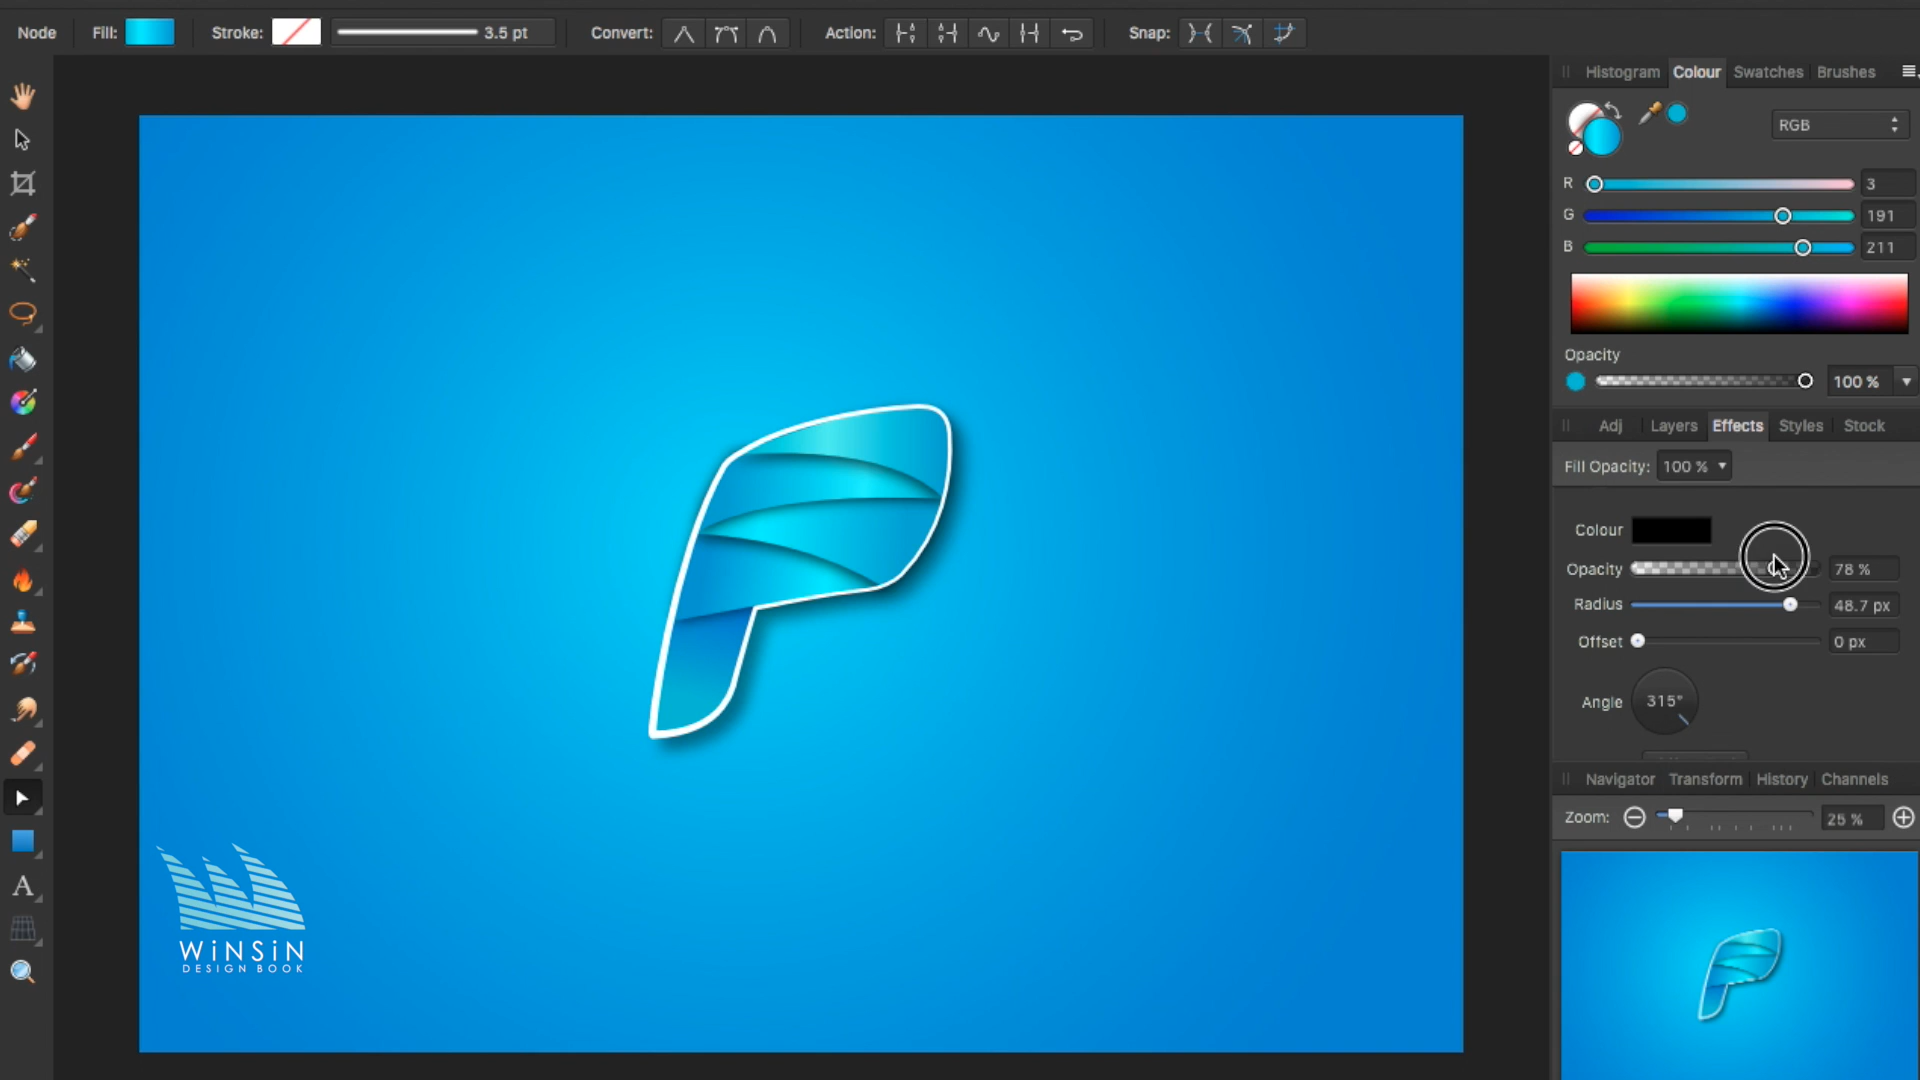 Node Fill: Stroke: 3.5 pt Convert: Action: Snap:
Histogram Colour Swatches Brushes
RGB
R 3
G 191
B 211
Opacity
100 %
Adj Layers Effects Styles Stock
Fill Opacity: 100 %
Colour
Opacity 78 %
Radius 48.7 px
Offset 0 px
Angle 315°
Navigator Transform History Channels
Zoom: 25 %
A
WiNSiN
DESIGN BOOK